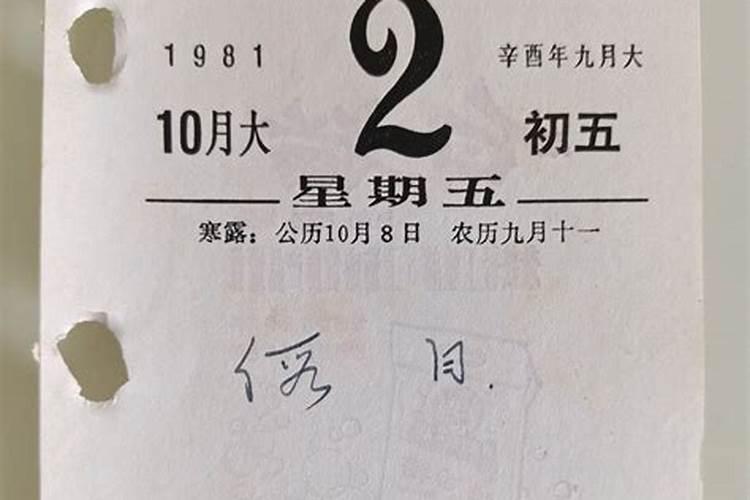 1981 2 辛酉年九月大
10月大 初五
星期五
寒露：公历10月8日 农历九月十一
月.